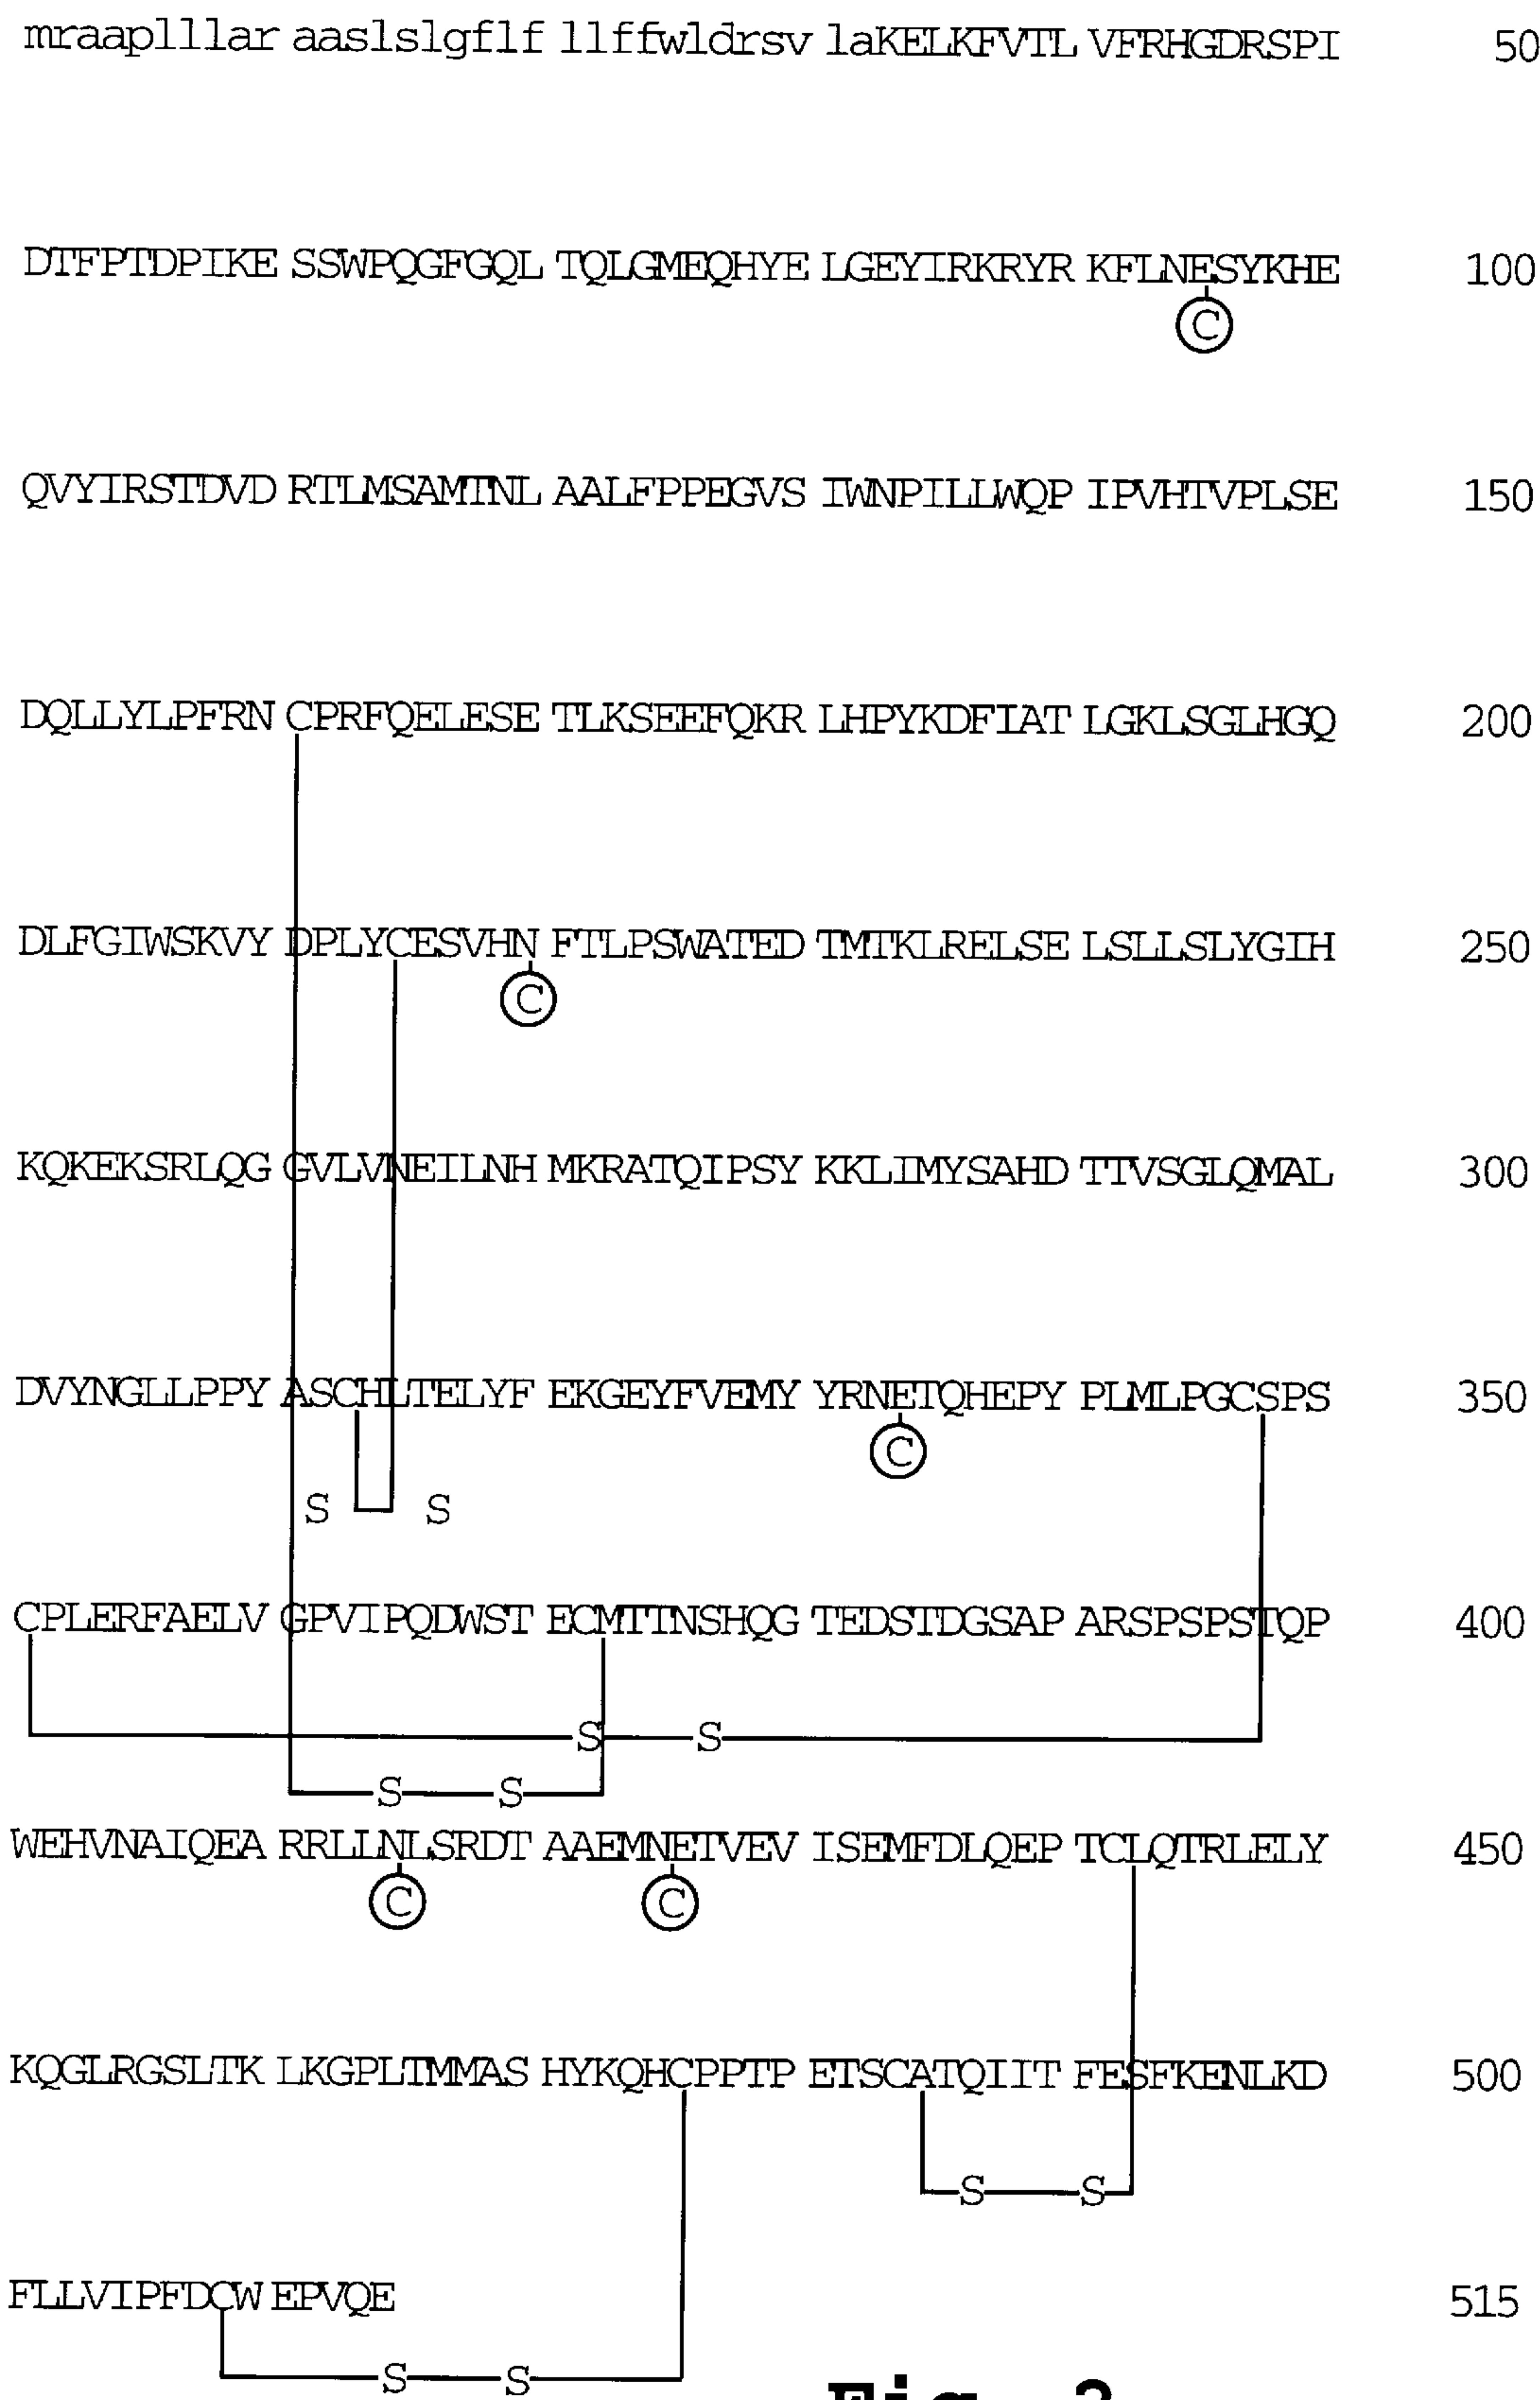 mraaplllar aaslslgflf llffwldrsv laKELKFVTL VFRHGDRSPI 50
DTFPTDPIKE SSWPQGFGQL TQLGMEQHYE LGEYIRKRYR KFLNESYKHE 100
C
QVYIRSTDVD RTLMSAMTNL AALFPPEGVS IWNPILLWQP IPVHTVPLSE 150
DQLLYLPFRN CPRFQELESE TLKSEEFQKR LHPYKDFIAT LGKLSGLHGQ 200
DLFGIWSKVY DPLYCESVHN FTLPSWATED TMTKLRELSE LSLLSLYGIH 250
C
KQKEKSRLQG GVLVNEILNH MKRATQIPSY KKLIMYSAHD TTVSGLQMAL 300
DVYNGLLPPY ASCHLTELYF EKGEYFVEMY YRNETQHEPY PLMLPGCSPS 350
C
S S
CPLERFAELV GPVIPQDWST ECMTTNSHQG TEDSTDGSAP ARSPSPSTQP 400
S S
S S
WEHVNAIQEA RRLLNLSRDT AAEMNETVEV ISEMFDLQEP TCLQTRLELY 450
C C
KQGLRGSLTK LKGPLTMMAS HYKQHCPPTP ETSCATQIIT FESFKENLKD 500
S S
FLLVIPFDCW EPVQE 515
S S